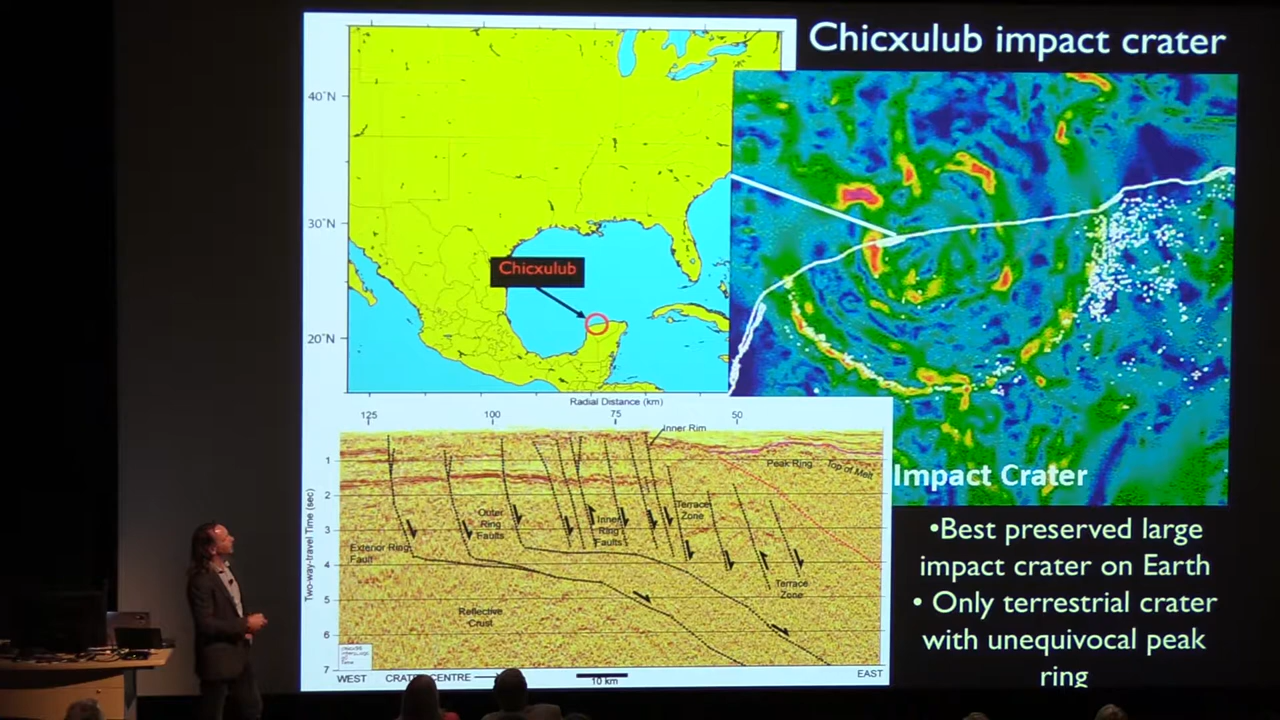 Chicxulub impact crater
40°N
30°N
20°N
Chicxulub
Radial Distance (km)
125 100 75 50
Inner Rim
Peak Ring
Top of Melt
1
2
3
4
5
6
7
Two-way-travel Time (sec)
Outer
Ring
Faults
Inner
Ring
Faults
Terrace
Zone
Exterior Ring
Fault
Terrace
Zone
Reflective
Crust
WEST
CRATE CENTRE
10 km
EAST
Impact Crater
•Best preserved large
impact crater on Earth
• Only terrestrial crater
with unequivocal peak
ring